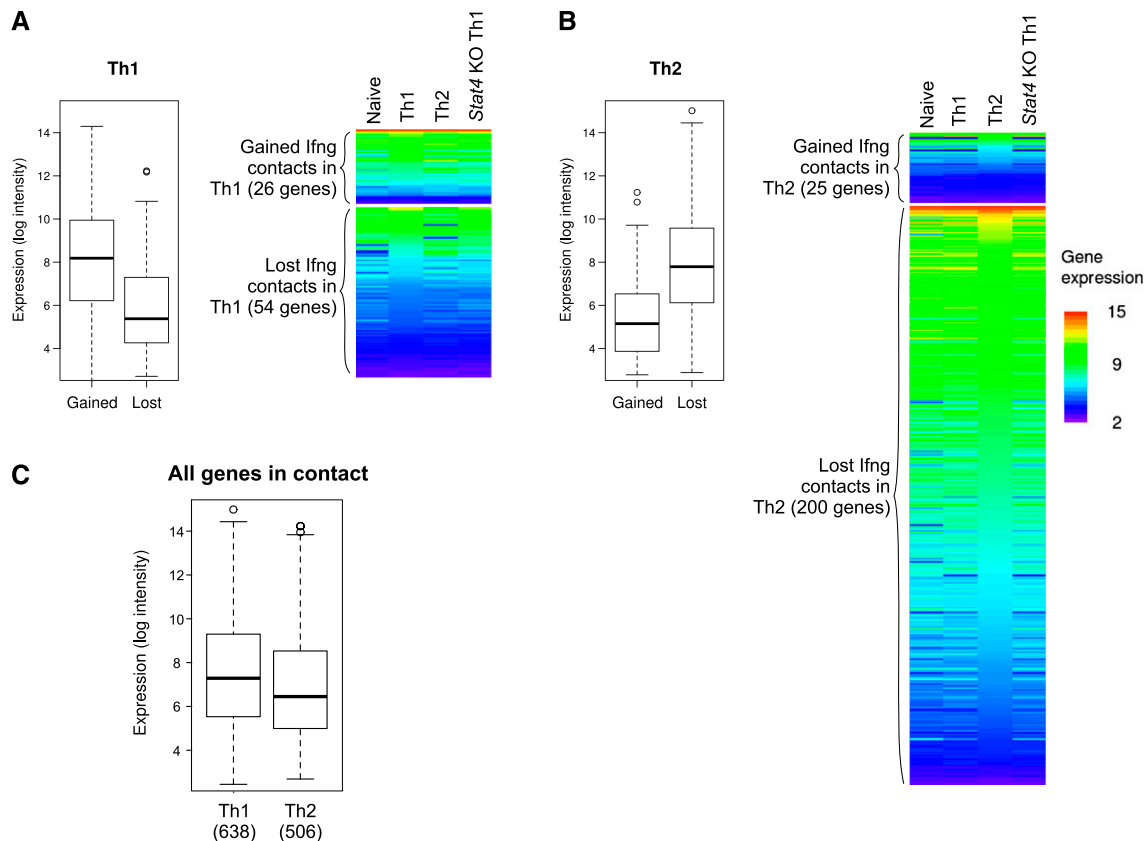 A
Th1
Expression (log intensity)
14
12
10
8
6
4
Gained
Lost
Naive
Th1
Th2
Stat4 KO Th1
Gained Ifng
contacts in
Th1 (26 genes)
Lost Ifng
contacts in
Th1 (54 genes)
B
Th2
Expression (log intensity)
14
12
10
8
6
4
Gained
Lost
Naive
Th1
Th2
Stat4 KO Th1
Gained Ifng
contacts in
Th2 (25 genes)
Lost Ifng
contacts in
Th2 (200 genes)
Gene
expression
15
9
2
C
All genes in contact
Expression (log intensity)
14
12
10
8
6
4
Th1
(638)
Th2
(506)